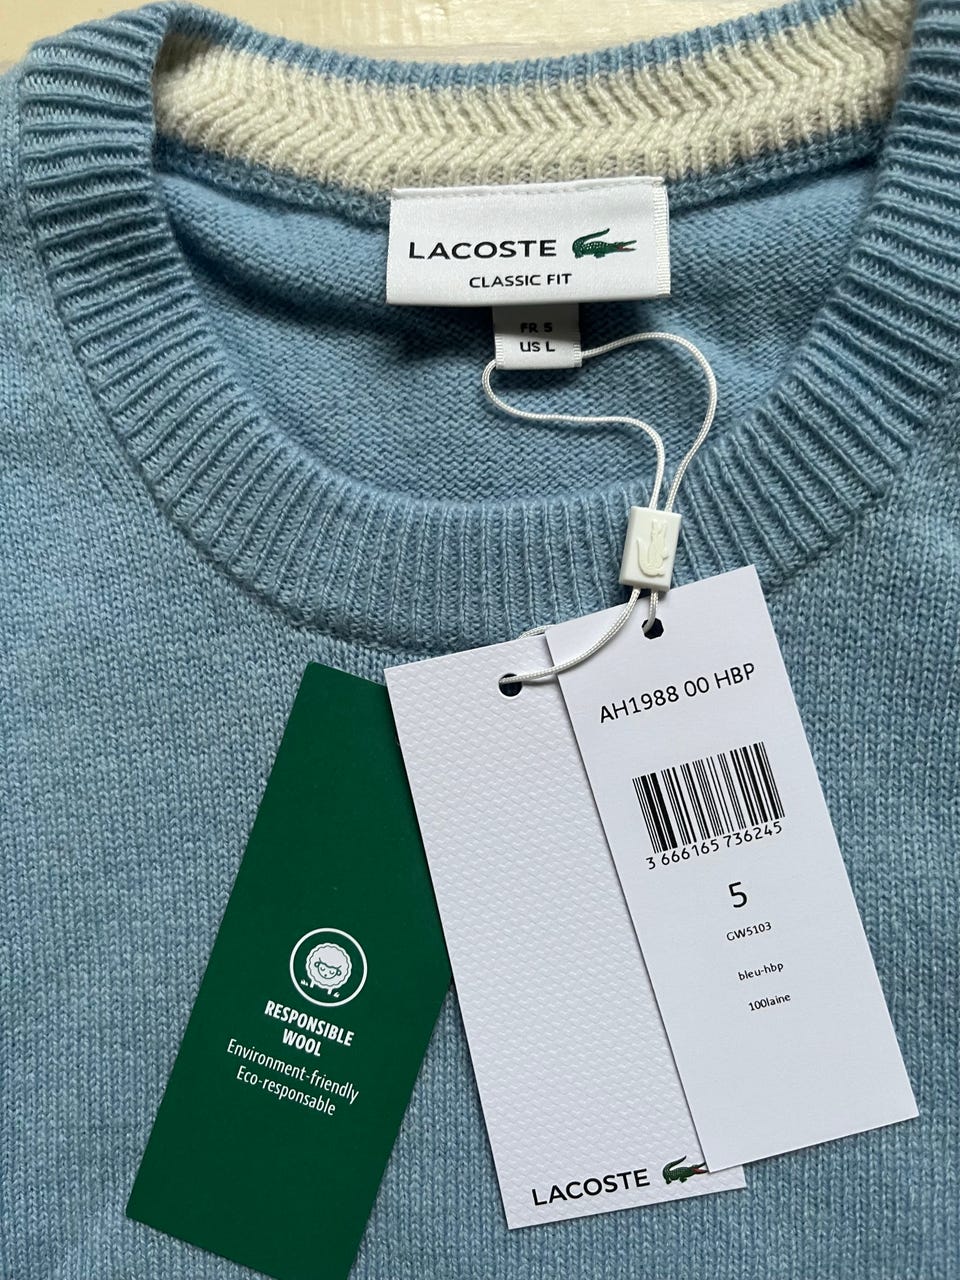 LACOSTE
CLASSIC FIT
FR 5
US L
AH1988 00 HBP
3 666165 736245
5
GW5103
bleu-hbp
100laine
RESPONSIBLE
WOOL
Environment-friendly
Eco-responsable
LACOSTE